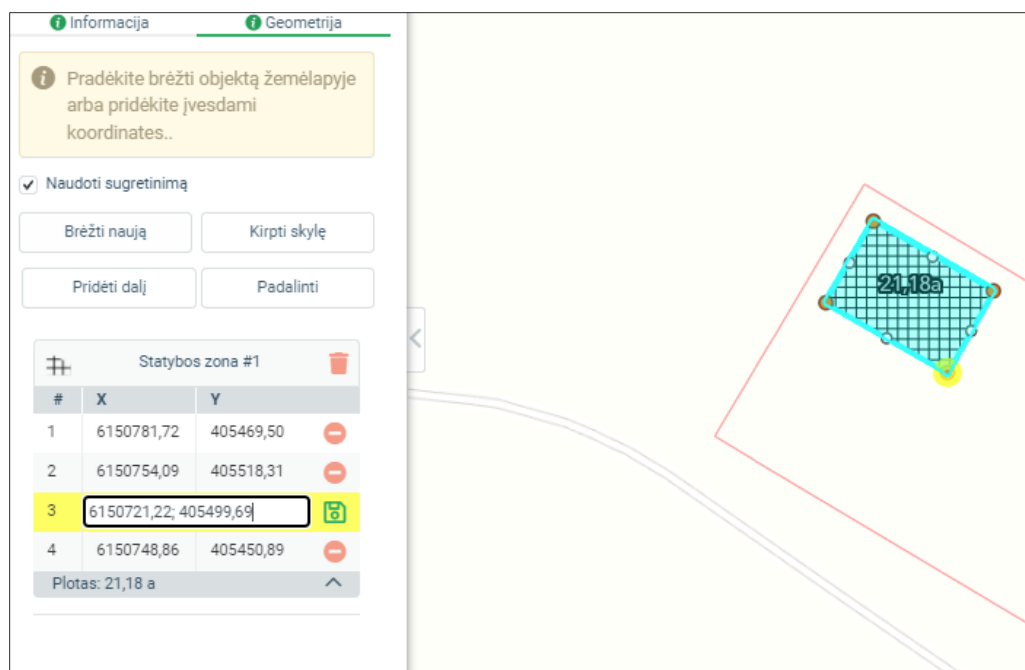 Informacija
Geometrija
Pradėkite brėžti objektą žemėlapyje
arba pridėkite įvesdami
koordinates..
Naudoti sugretinimą
Brėžti naują
Kirpti skylę
Pridėti dalį
Padalinti
Statybos zona #1
# X Y
1 6150781,72 405469,50
2 6150754,09 405518,31
3 6150721,22; 405499,69
4 6150748,86 405450,89
Plotas: 21,18 a
21,18a